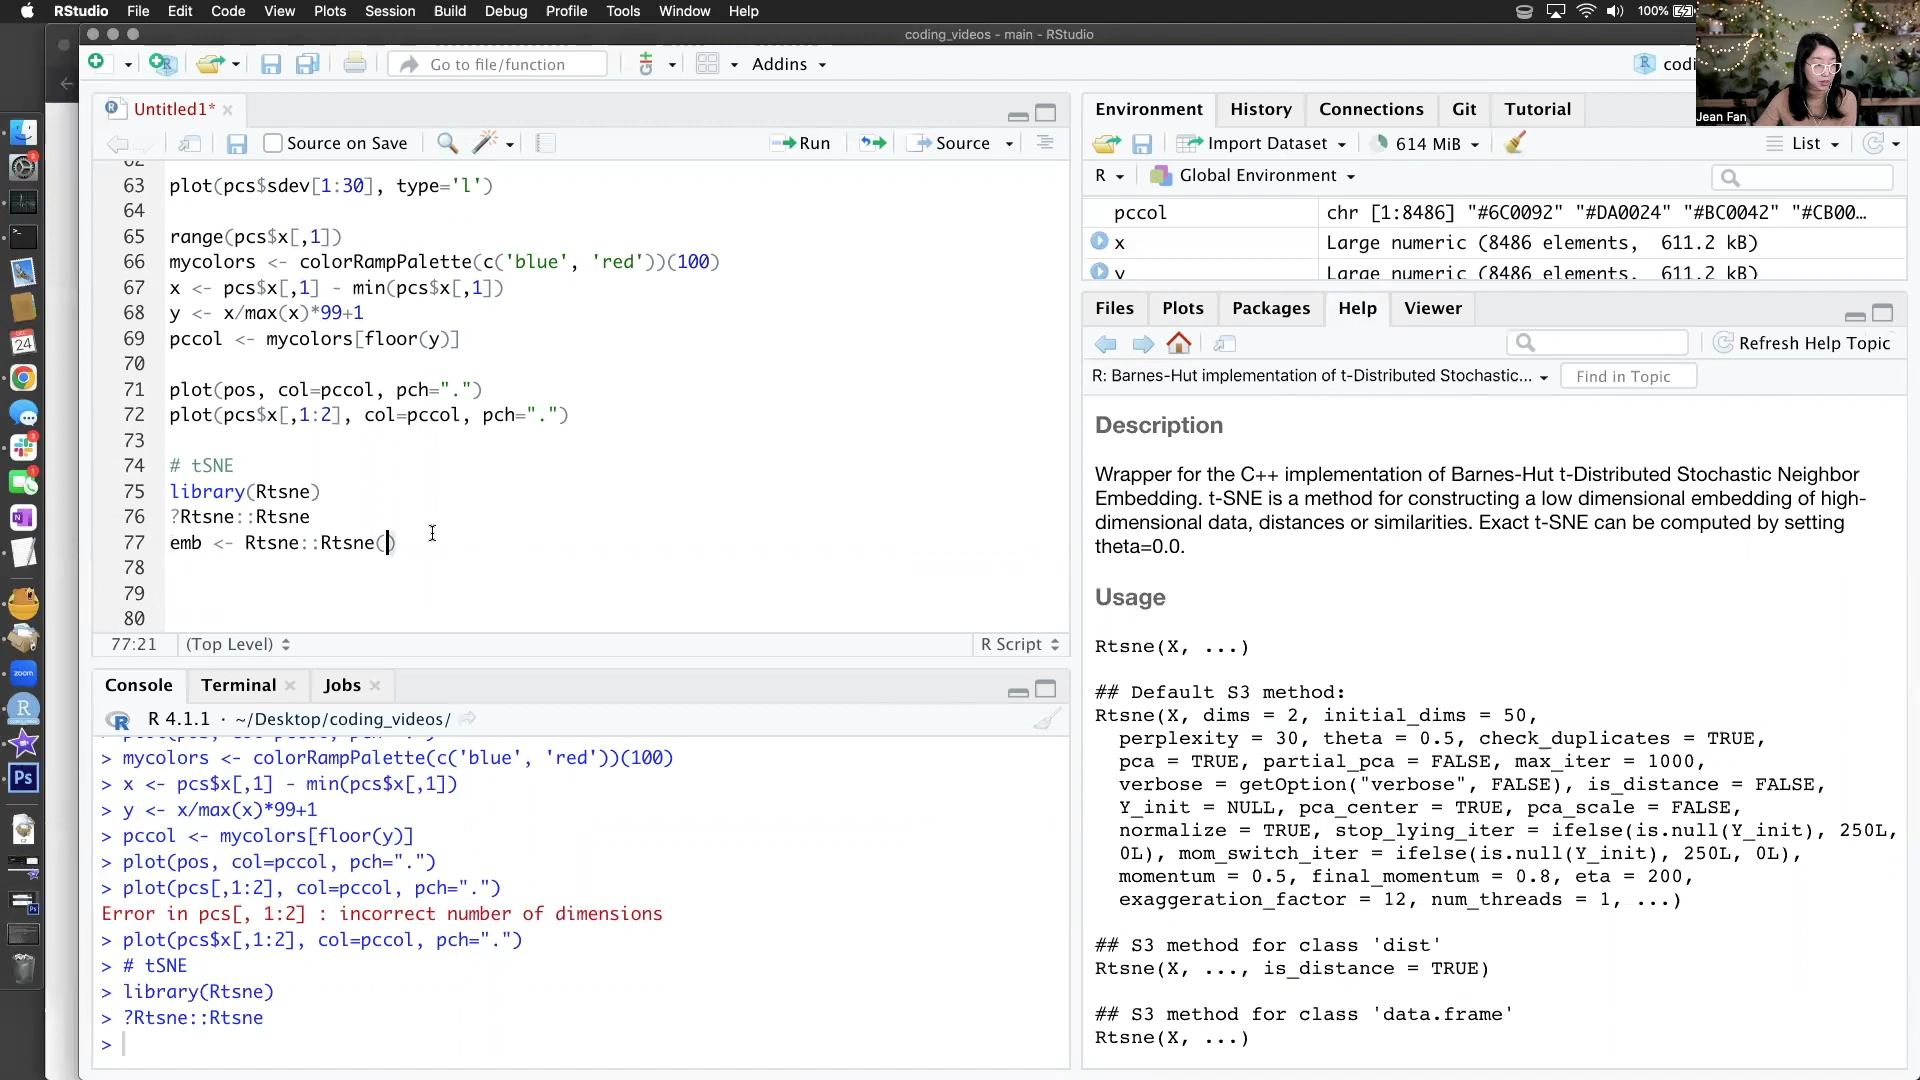 RStudio File Edit Code View Plots Session Build Debug Profile Tools Window Help 100%
coding_videos - main - RStudio
Go to file/function Addins
Jean Fan
Untitled1*
Source on Save Run Source
62
63 plot(pcs$sdev[1:30], type='l')
64
65 range(pcs$x[,1])
66 mycolors <- colorRampPalette(c('blue', 'red'))(100)
67 x <- pcs$x[,1] - min(pcs$x[,1])
68 y <- x/max(x)*99+1
69 pccol <- mycolors[floor(y)]
70
71 plot(pos, col=pccol, pch=".")
72 plot(pcs$x[,1:2], col=pccol, pch=".")
73
74 # tSNE
75 library(Rtsne)
76 ?Rtsne::Rtsne
77 emb <- Rtsne::Rtsne()
78
79
80
77:21 (Top Level) R Script
Console Terminal Jobs
R 4.1.1 · ~/Desktop/coding_videos/
> mycolors <- colorRampPalette(c('blue', 'red'))(100)
> x <- pcs$x[,1] - min(pcs$x[,1])
> y <- x/max(x)*99+1
> pccol <- mycolors[floor(y)]
> plot(pos, col=pccol, pch=".")
> plot(pcs[,1:2], col=pccol, pch=".")
Error in pcs[, 1:2] : incorrect number of dimensions
> plot(pcs$x[,1:2], col=pccol, pch=".")
> # tSNE
> library(Rtsne)
> ?Rtsne::Rtsne
>
Environment History Connections Git Tutorial
Import Dataset 614 MiB List
R Global Environment
pccol chr [1:8486] "#6C0092" "#DA0024" "#BC0042" "#CB00…
x Large numeric (8486 elements, 611.2 kB)
y Large numeric (8486 elements, 611.2 kB)
Files Plots Packages Help Viewer
Refresh Help Topic
R: Barnes-Hut implementation of t-Distributed Stochastic... Find in Topic
Description
Wrapper for the C++ implementation of Barnes-Hut t-Distributed Stochastic Neighbor
Embedding. t-SNE is a method for constructing a low dimensional embedding of high-
dimensional data, distances or similarities. Exact t-SNE can be computed by setting
theta=0.0.
Usage
Rtsne(X, ...)
## Default S3 method:
Rtsne(X, dims = 2, initial_dims = 50,
perplexity = 30, theta = 0.5, check_duplicates = TRUE,
pca = TRUE, partial_pca = FALSE, max_iter = 1000,
verbose = getOption("verbose", FALSE), is_distance = FALSE,
Y_init = NULL, pca_center = TRUE, pca_scale = FALSE,
normalize = TRUE, stop_lying_iter = ifelse(is.null(Y_init), 250L,
0L), mom_switch_iter = ifelse(is.null(Y_init), 250L, 0L),
momentum = 0.5, final_momentum = 0.8, eta = 200,
exaggeration_factor = 12, num_threads = 1, ...)
## S3 method for class 'dist'
Rtsne(X, ..., is_distance = TRUE)
## S3 method for class 'data.frame'
Rtsne(X, ...)
24
zoom
R
Ps